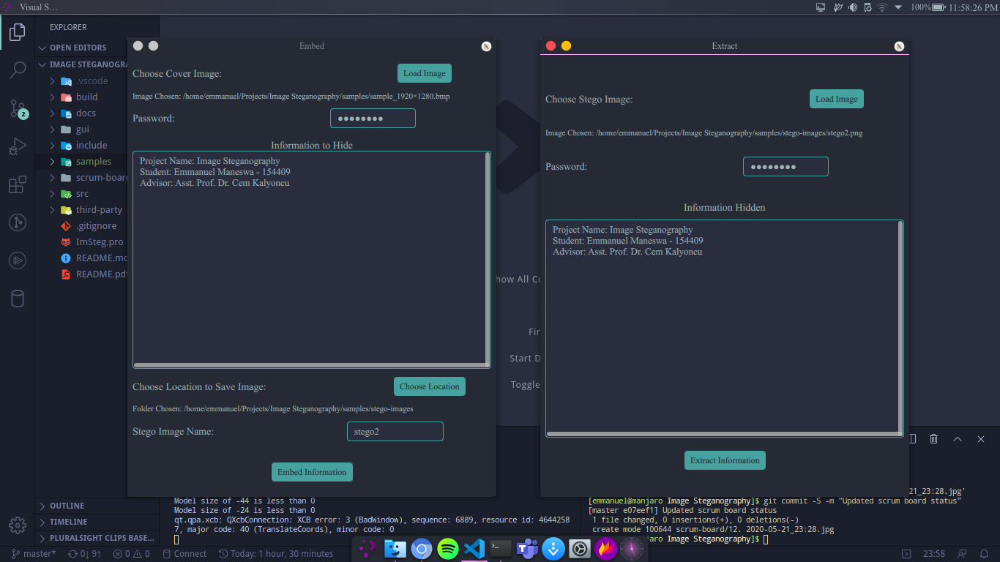 Visual S...
100%
11:58:26 PM
EXPLORER
OPEN EDITORS
IMAGE STEGANOGRA
.vscode
build
docs
gui
include
samples
scrum-board
src
third-party
.gitignore
ImSteg.pro
README.md
README.pdf
OUTLINE
TIMELINE
PLURALSIGHT CLIPS BASE...
2
Embed
Choose Cover Image:
Load Image
Image Chosen: /home/emmanuel/Projects/Image Steganography/samples/sample_1920×1280.bmp
Password:
●●●●●●●●
Information to Hide
Project Name: Image Steganography
Student: Emmanuel Maneswa - 154409
Advisor: Asst. Prof. Dr. Cem Kalyoncu
Choose Location to Save Image:
Choose Location
Folder Chosen: /home/emmanuel/Projects/Image Steganography/samples/stego-images
Stego Image Name:
stego2
Embed Information
how All Co
Fin
Start D
Toggle
Extract
Choose Stego Image:
Load Image
Image Chosen: /home/emmanuel/Projects/Image Steganography/samples/stego-images/stego2.png
Password:
●●●●●●●●
Information Hidden
Project Name: Image Steganography
Student: Emmanuel Maneswa - 154409
Advisor: Asst. Prof. Dr. Cem Kalyoncu
Extract Information
Model size of -44 is less than 0
Model size of -24 is less than 0
qt.qpa.xcb: QXcbConnection: XCB error: 3 (BadWindow), sequence: 6889, resource id: 4644258
7, major code: 40 (TranslateCoords), minor code: 0
21_23:28.jpg'
[emmanuel@manjaro Image Steganography]$ git commit -S -m "Updated scrum board status"
[master e07eef1] Updated scrum board status
1 file changed, 0 insertions(+), 0 deletions(-)
create mode 100644 scrum-board/12. 2020-05-21_23:28.jpg
njaro Image Steganography]$
master*
0↓ 9↑
0
0
Connect
Today: 1 hour, 30 minutes
23:58